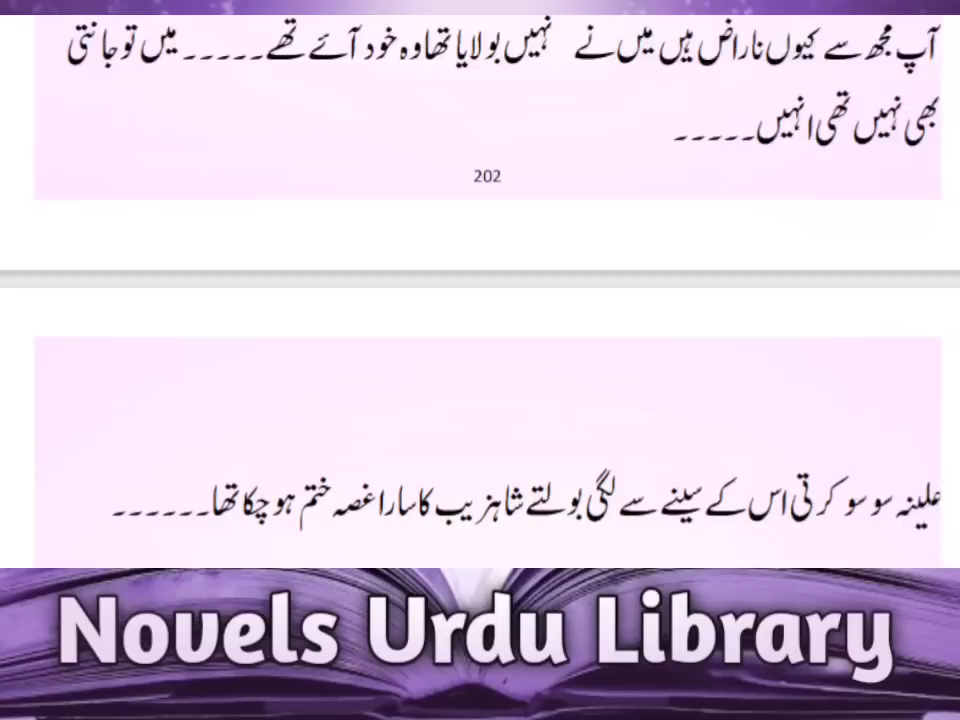 آپ مجھ سے کیوں ناراض ہیں میں نے نہیں بولایا تھا وہ خود آئے تھے۔۔۔۔۔ میں تو جانتی
بھی نہیں تھی انہیں۔۔۔۔۔
202
علینہ سو سو کرتی اس کے سینے سے لگی بولتے شاہزیب کا سارا غصہ ختم ہو چکا تھا۔۔۔۔۔۔
Novels Urdu Library